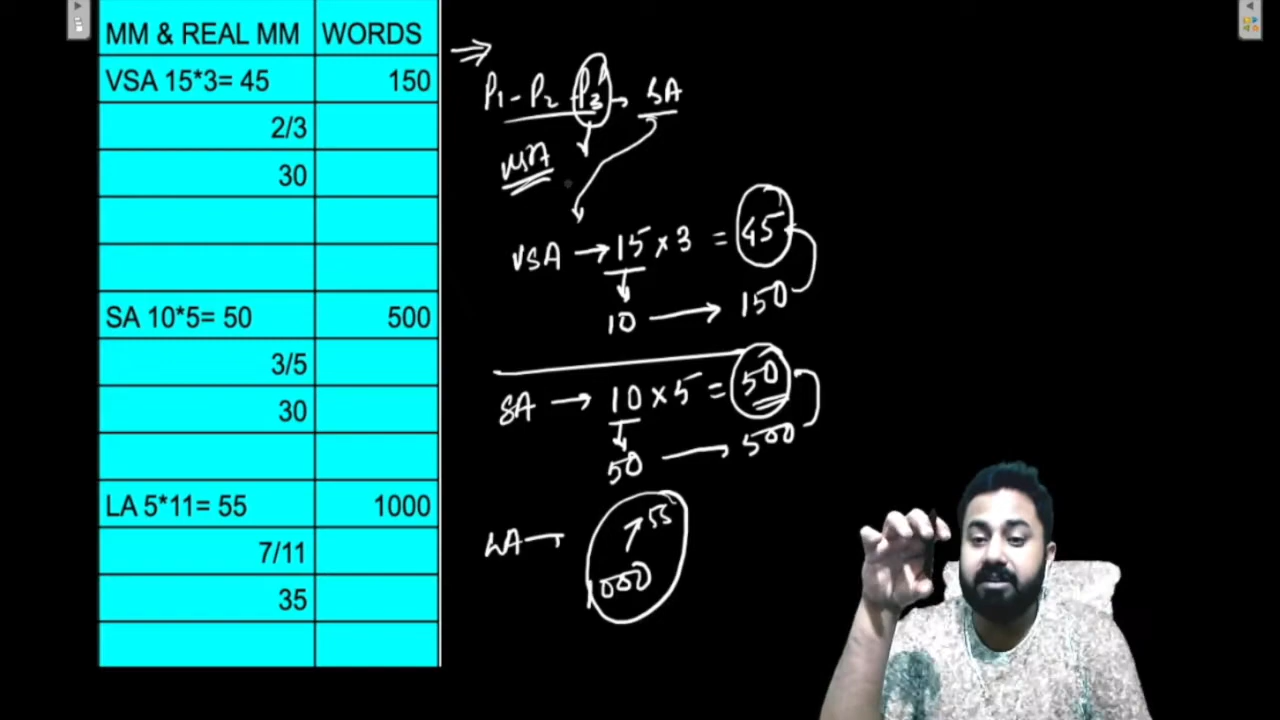 MM & REAL MM WORDS
VSA 15*3= 45 150
2/3
30
SA 10*5= 50 500
3/5
30
LA 5*11= 55 1000
7/11
35
P1 - P2 P3 → SA
VSA → 15 × 3 = 45
10 → 150
SA → 10 × 5 = 50
50 → 500
LA →
55
1000